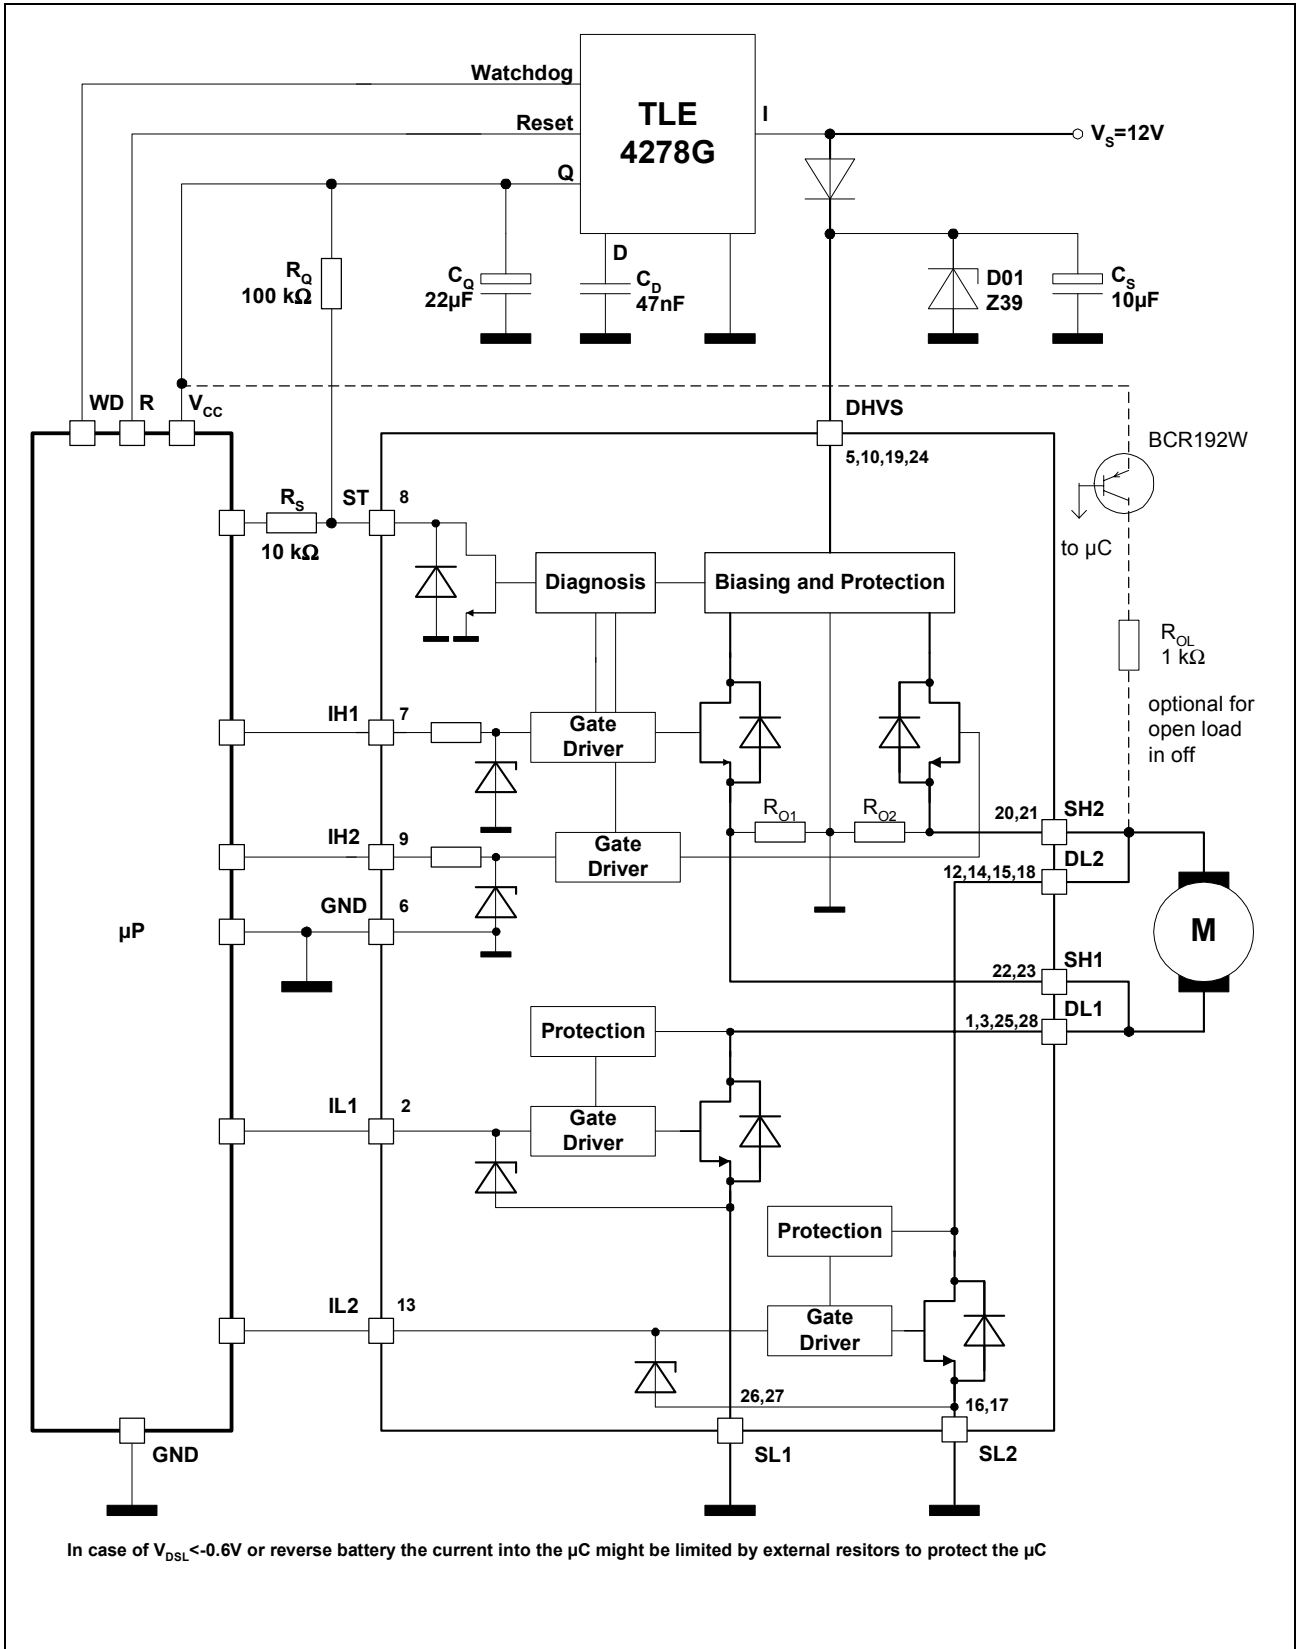 Watchdog
TLE
4278G
I
Reset
V_S=12V
Q
D
R_Q
100 kΩ
C_Q
22µF
C_D
47nF
D01
Z39
C_S
10µF
WD
R
V_CC
DHVS
BCR192W
5,10,19,24
R_S
ST
8
10 kΩ
to µC
Diagnosis
Biasing and Protection
R_OL
1 kΩ
optional for
open load
in off
IH1
7
Gate
Driver
R_O1
R_O2
20,21
SH2
IH2
9
Gate
Driver
DL2
12,14,15,18
GND
6
µP
M
SH1
22,23
DL1
1,3,25,28
Protection
IL1
2
Gate
Driver
Protection
IL2
13
Gate
Driver
26,27
16,17
GND
SL1
SL2
In case of V_DSL<-0.6V or reverse battery the current into the µC might be limited by external resitors to protect the µC